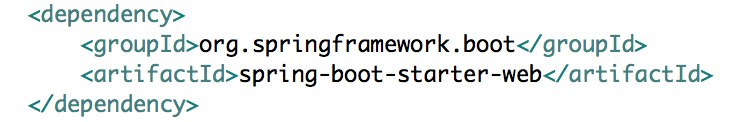 <dependency>
    <groupId>org.springframework.boot</groupId>
    <artifactId>spring-boot-starter-web</artifactId>
</dependency>